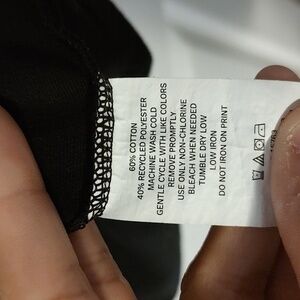 60% COTTON
40% RECYCLED POLYESTER
MACHINE WASH COLD
GENTLE CYCLE WITH LIKE COLORS
REMOVE PROMPTLY
USE ONLY NON-CHLORINE
BLEACH WHEN NEEDED
TUMBLE DRY LOW
LOW IRON
DO NOT IRON ON PRINT